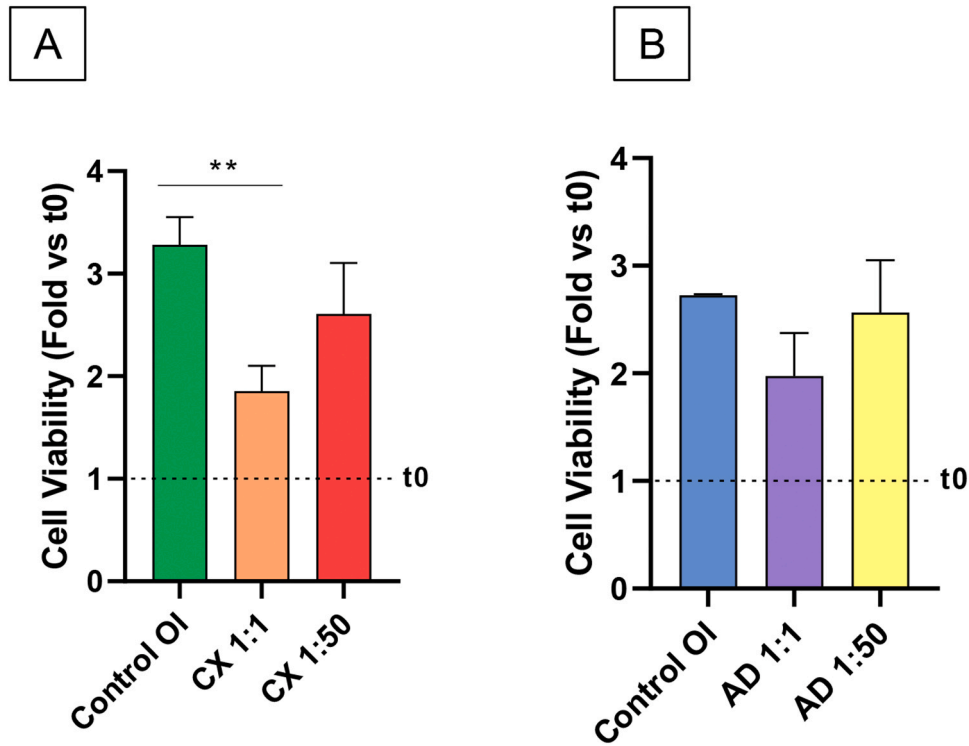 A
Cell Viability (Fold vs t0)
4
3
2
1
0
**
t0
Control OI
CX 1:1
CX 1:50
B
Cell Viability (Fold vs t0)
4
3
2
1
0
t0
Control OI
AD 1:1
AD 1:50